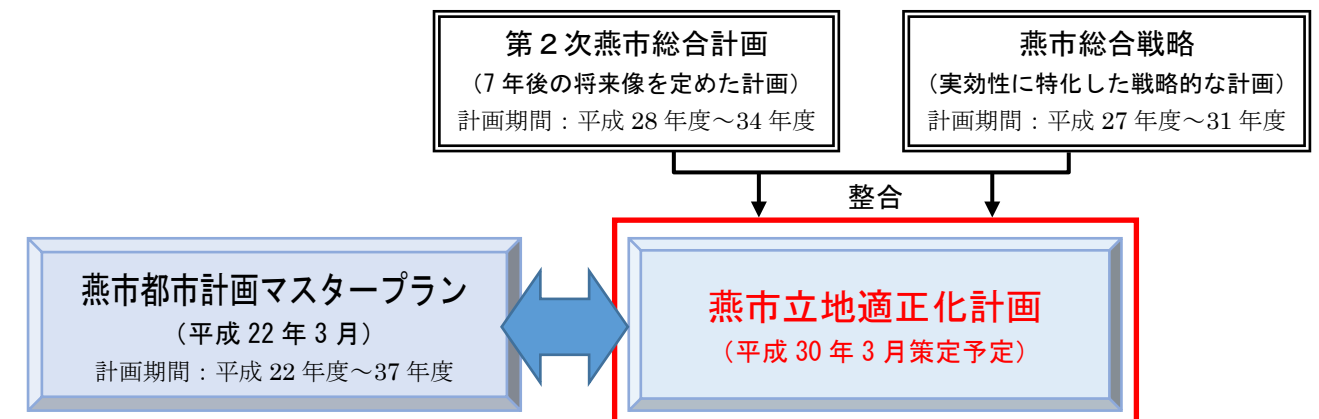 第２次燕市総合計画
（7 年後の将来像を定めた計画）
計画期間：平成 28 年度～34 年度
燕市総合戦略
（実効性に特化した戦略的な計画）
計画期間：平成 27 年度～31 年度
整合
燕市都市計画マスタープラン
（平成 22 年 3 月）
計画期間：平成 22 年度～37 年度
燕市立地適正化計画
（平成 30 年 3 月策定予定）